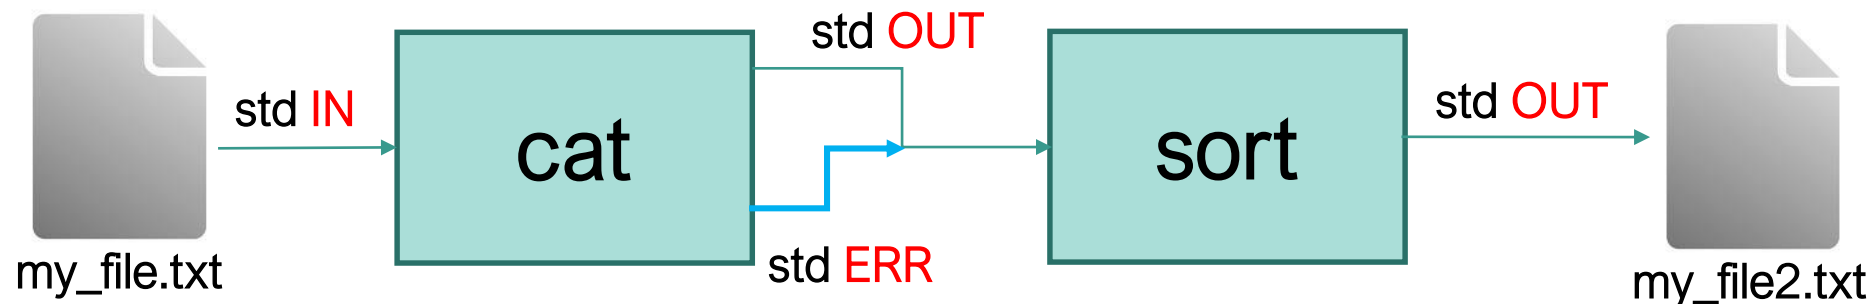 my_file.txt
std IN
cat
std OUT
std ERR
sort
std OUT
my_file2.txt